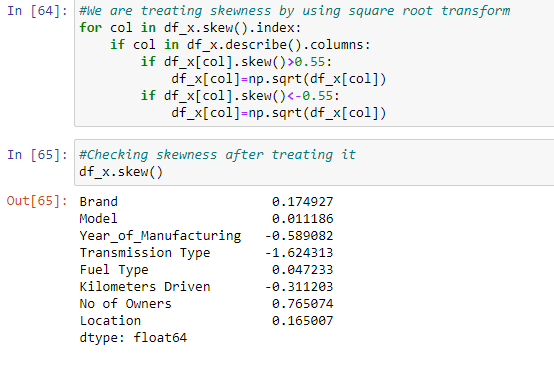 In [64]: #We are treating skewness by using square root transform
for col in df_x.skew().index:
    if col in df_x.describe().columns:
        if df_x[col].skew()>0.55:
            df_x[col]=np.sqrt(df_x[col])
        if df_x[col].skew()<-0.55:
            df_x[col]=np.sqrt(df_x[col])
In [65]: #Checking skewness after treating it
df_x.skew()
Out[65]: Brand 0.174927
Model 0.011186
Year_of_Manufacturing -0.589082
Transmission Type -1.624313
Fuel Type 0.047233
Kilometers Driven -0.311203
No of Owners 0.765074
Location 0.165007
dtype: float64